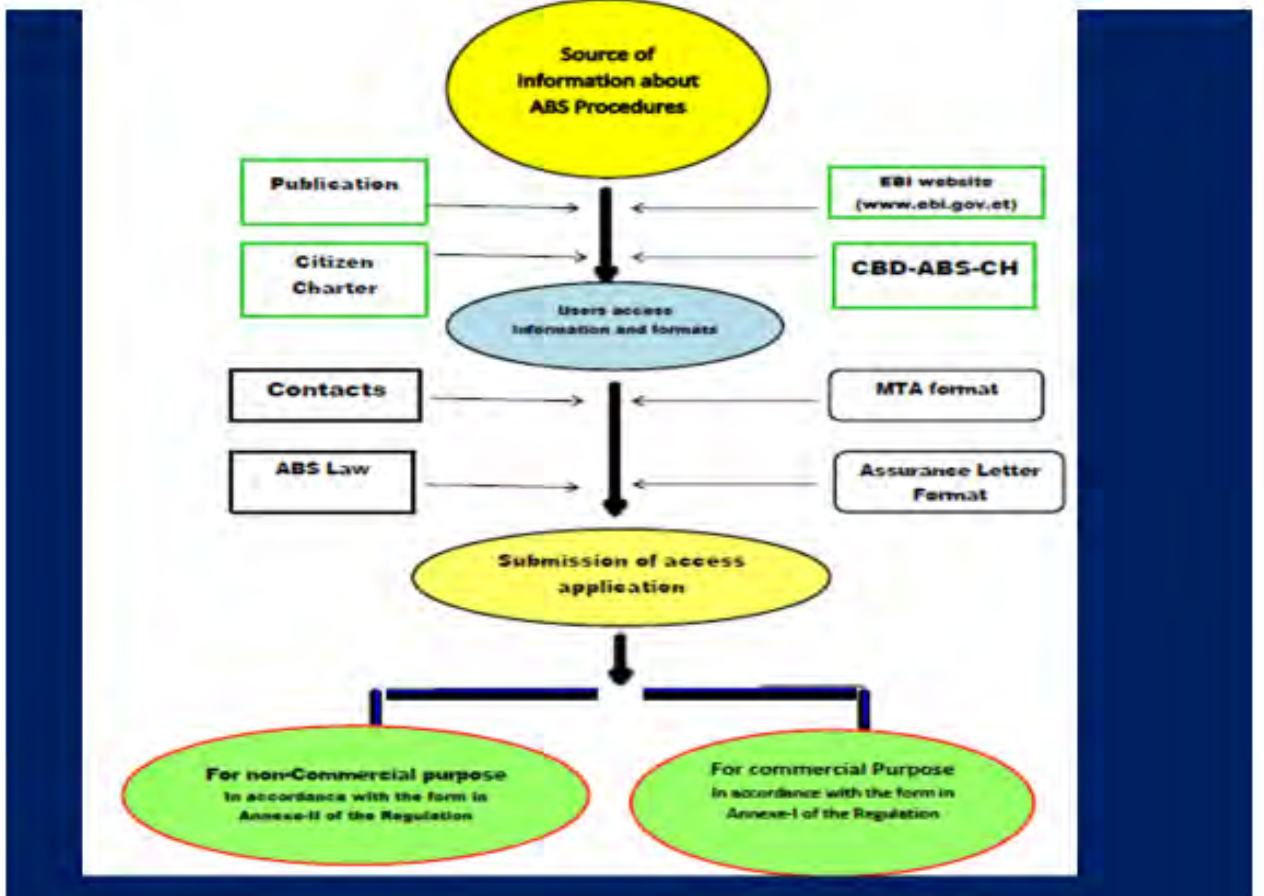 Source of
Information about
ABS Procedures
Publication
EBI website
(www.ebi.gov.et)
Citizen
Charter
CBD-ABS-CH
Users access
Information and formats
Contacts
MTA format
ABS Law
Assurance Letter
Format
Submission of access
application
For non-Commercial purpose
In accordance with the form in
Annexe-II of the Regulation
For commercial Purpose
In accordance with the form in
Annexe-I of the Regulation